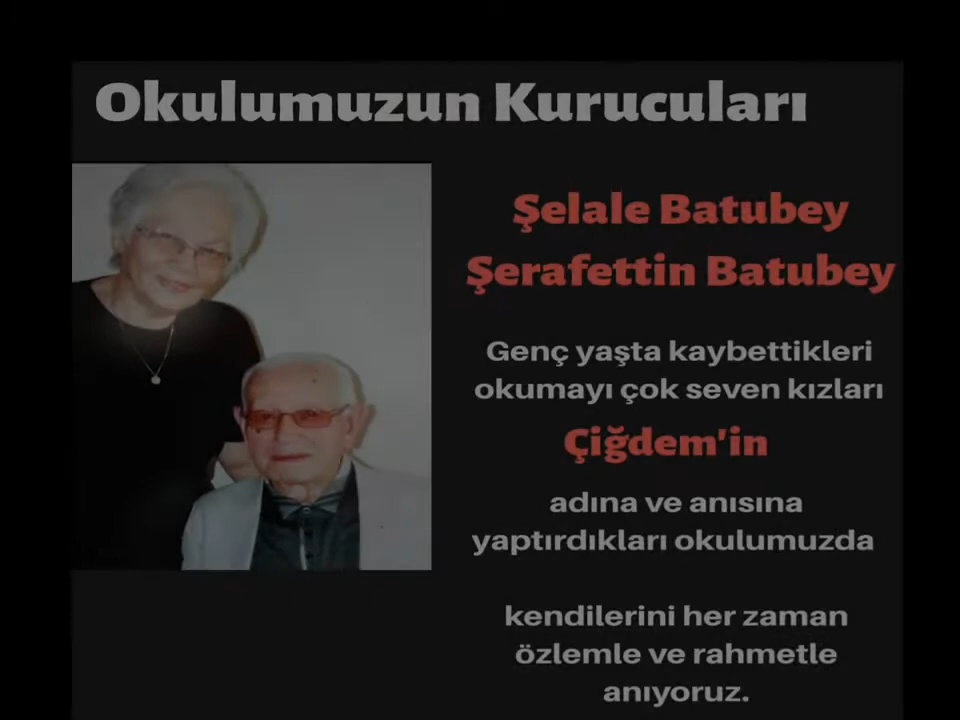 Okulumuzun Kurucuları
Şelale Batubey
Şerafettin Batubey
Genç yaşta kaybettikleri
okumayı çok seven kızları
Çiğdem'in
adına ve anısına
yaptırdıkları okulumuzda
kendilerini her zaman
özlemle ve rahmetle
anıyoruz.